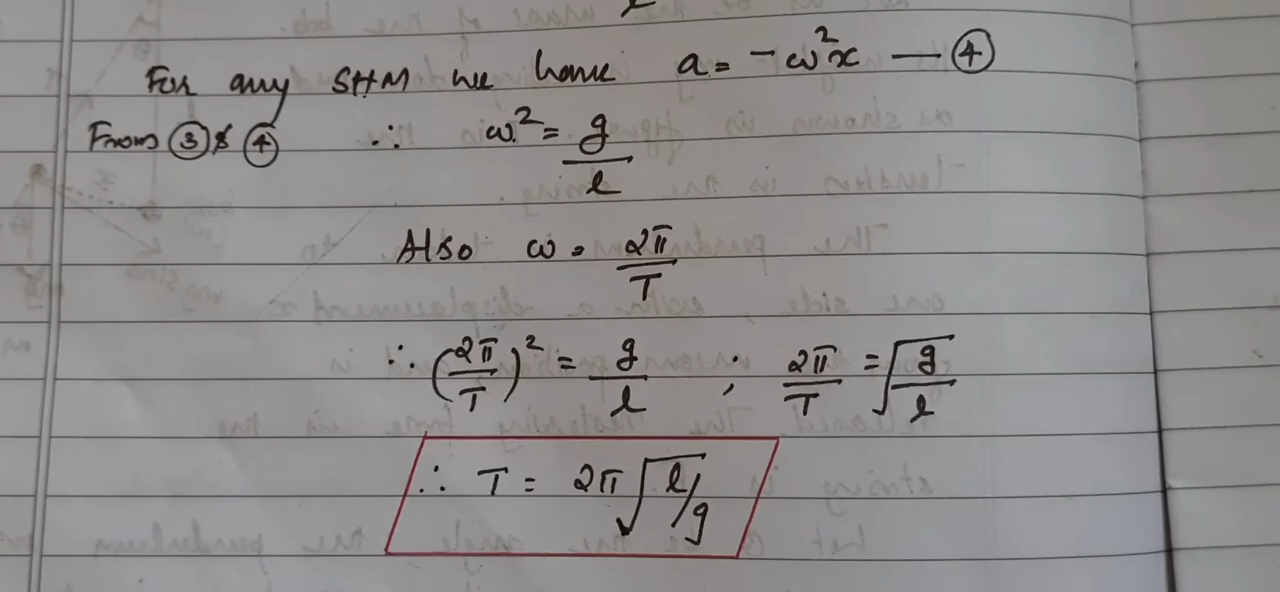 For any SHM we have a = -ω²x — ④
From ③ & ④ ∴ ω² = g/l
Also ω = 2π/T
∴ (2π/T)² = g/l ; 2π/T = √(g/l)
∴ T = 2π√(l/g)